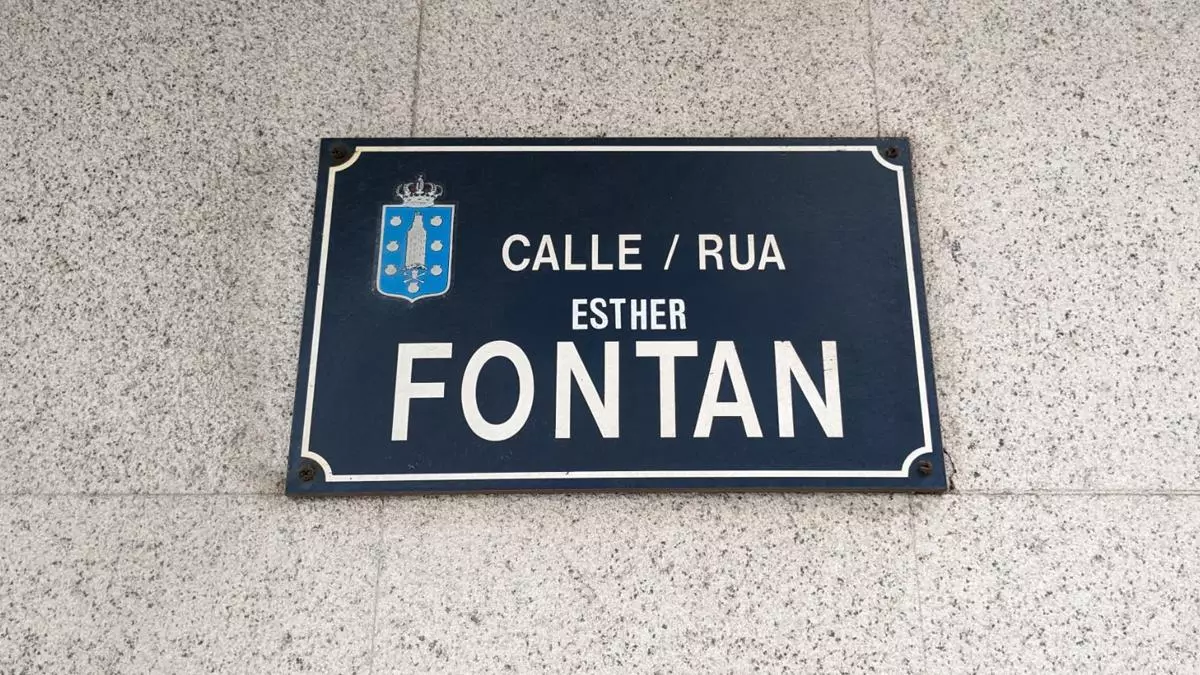 CALLE / RUA
ESTHER
FONTAN